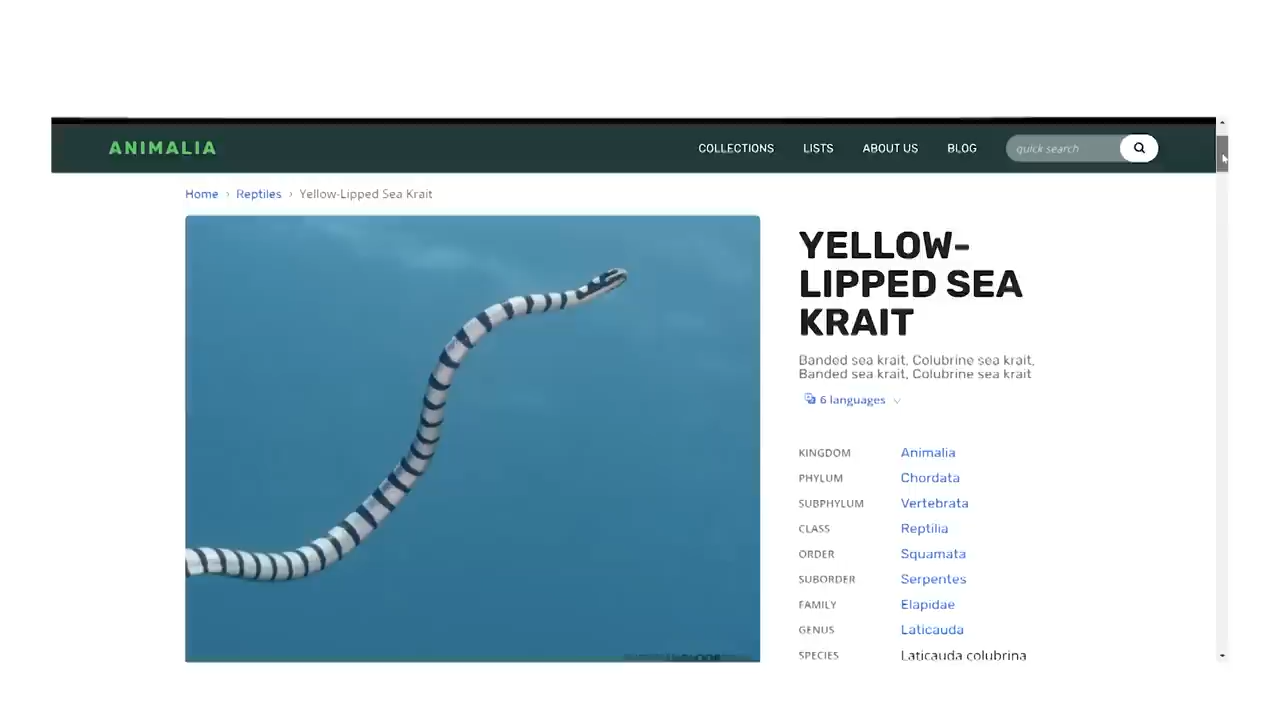 ANIMALIA
COLLECTIONS LISTS ABOUT US BLOG quick search
Home › Reptiles › Yellow-Lipped Sea Krait
YELLOW-
LIPPED SEA
KRAIT
Banded sea krait, Colubrine sea krait,
Banded sea krait, Colubrine sea krait
6 languages
KINGDOM Animalia
PHYLUM Chordata
SUBPHYLUM Vertebrata
CLASS Reptilia
ORDER Squamata
SUBORDER Serpentes
FAMILY Elapidae
GENUS Laticauda
SPECIES Laticauda colubrina